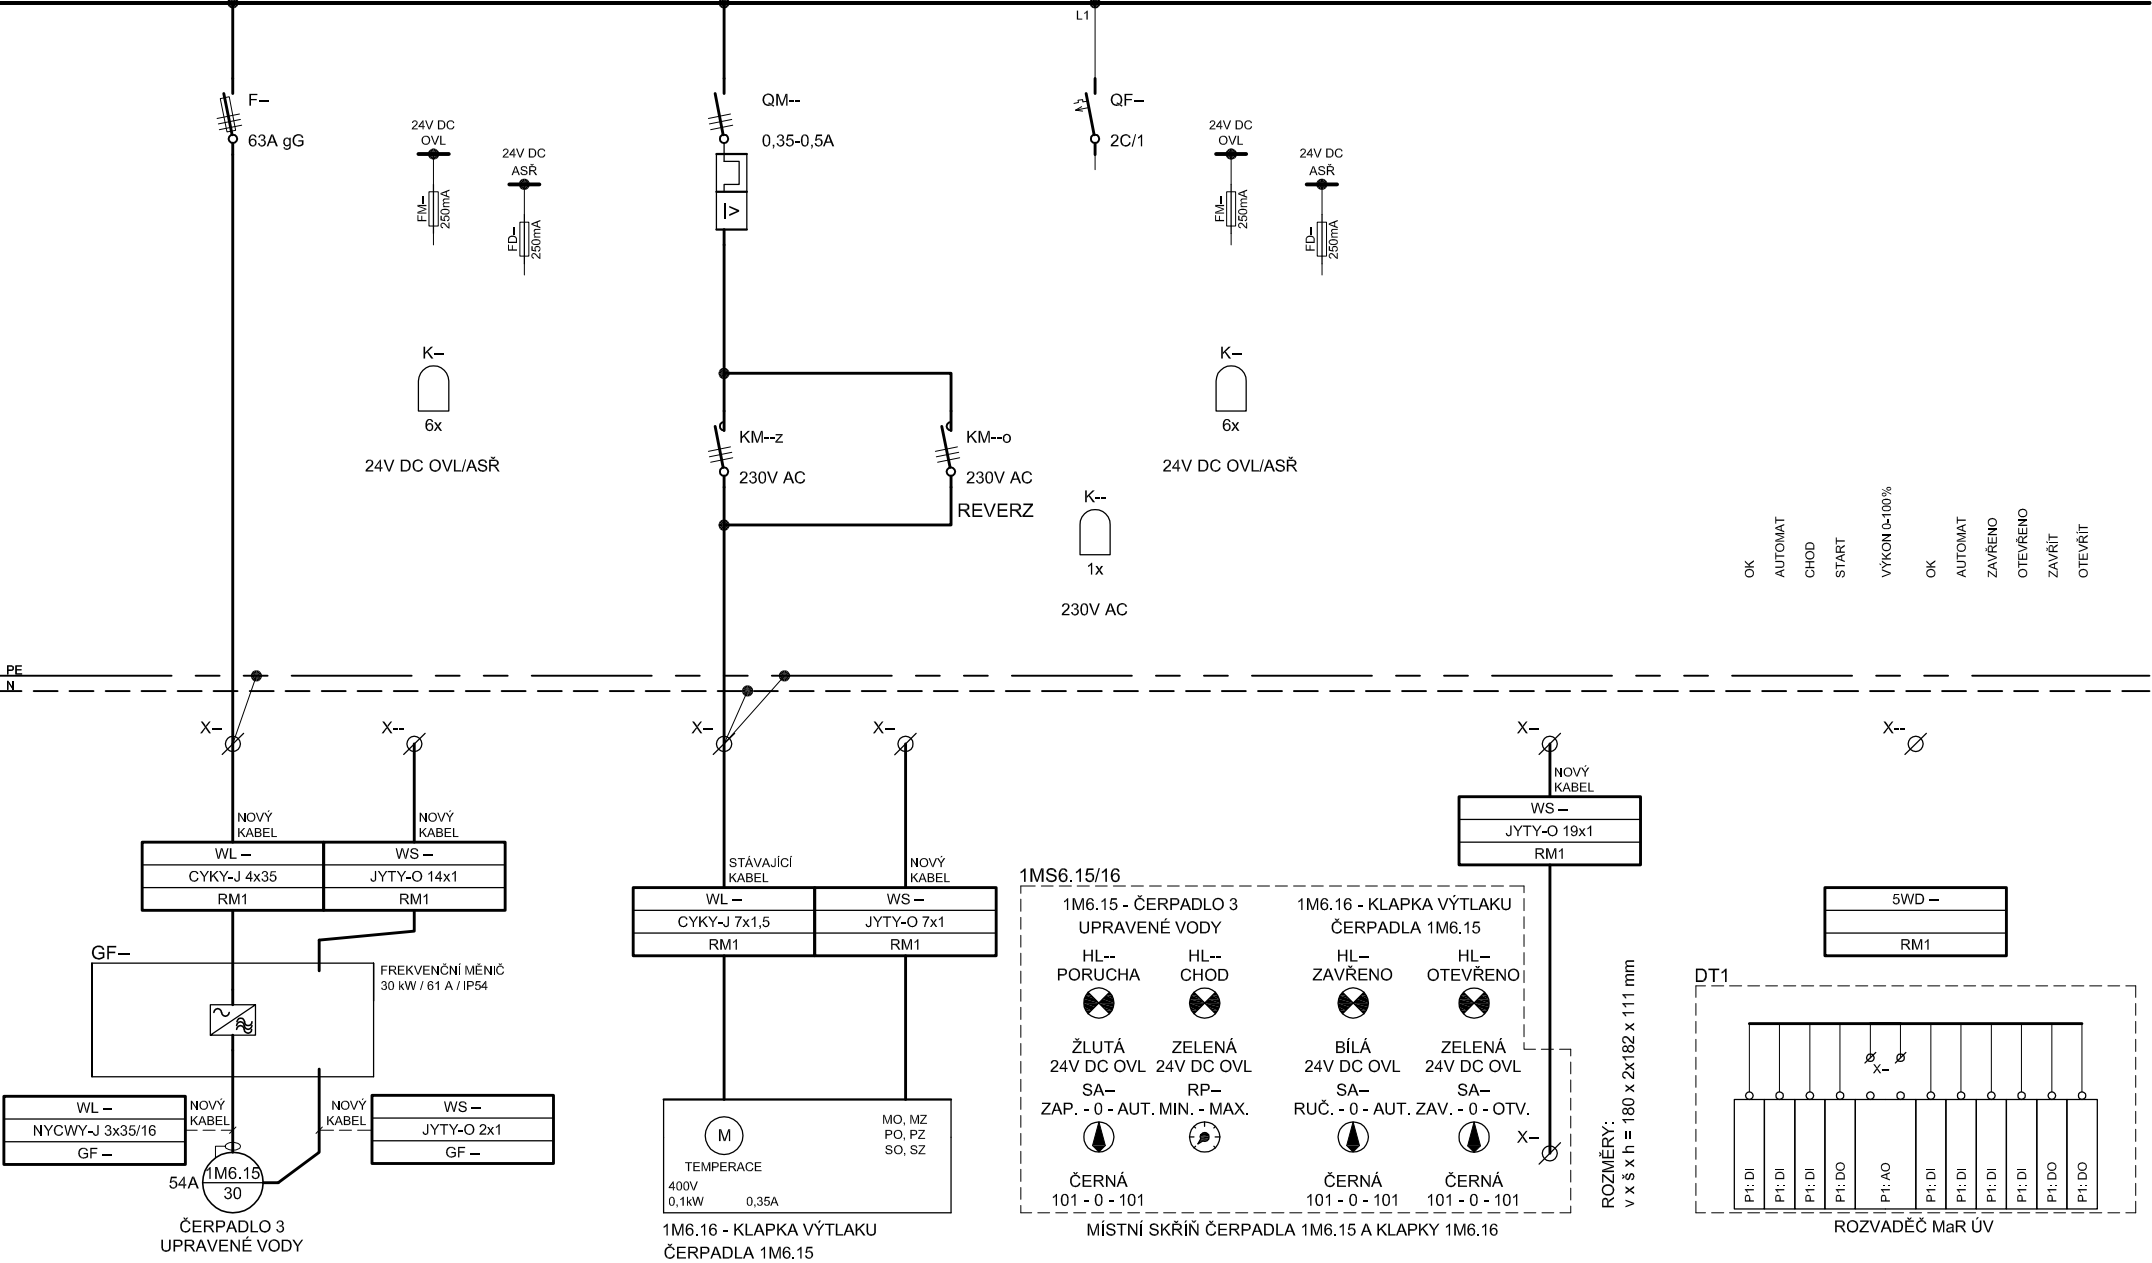 L1
F–
63A gG
24V DC
OVL
FM–
250mA
24V DC
ASŘ
FD–
250mA
QM--
0,35-0,5A
I>
QF–
2C/1
24V DC
OVL
FM–
250mA
24V DC
ASŘ
FD–
250mA
K–
6x
24V DC OVL/ASŘ
KM--z
230V AC
KM--o
230V AC
REVERZ
K--
1x
230V AC
K–
6x
24V DC OVL/ASŘ
OK
AUTOMAT
CHOD
START
VÝKON 0-100%
OK
AUTOMAT
ZAVŘENO
OTEVŘENO
ZAVŘÍT
OTEVŘÍT
PE
N
X–
X--
X–
X–
X–
X--
NOVÝ
KABEL
WL –
CYKY-J 4x35
RM1
NOVÝ
KABEL
WS –
JYTY-O 14x1
RM1
GF–
FREKVENČNÍ MĚNIČ
30 kW / 61 A / IP54
WL –
NYCWY-J 3x35/16
GF –
NOVÝ
KABEL
NOVÝ
KABEL
WS –
JYTY-O 2x1
GF –
54A
1M6.15
30
ČERPADLO 3
UPRAVENÉ VODY
STÁVAJÍCÍ
KABEL
WL –
CYKY-J 7x1,5
RM1
NOVÝ
KABEL
WS –
JYTY-O 7x1
RM1
M
TEMPERACE
400V
0,1kW 0,35A
MO, MZ
PO, PZ
SO, SZ
1M6.16 - KLAPKA VÝTLAKU
ČERPADLA 1M6.15
NOVÝ
KABEL
WS –
JYTY-O 19x1
RM1
1MS6.15/16
1M6.15 - ČERPADLO 3
UPRAVENÉ VODY
1M6.16 - KLAPKA VÝTLAKU
ČERPADLA 1M6.15
HL--
PORUCHA
HL--
CHOD
HL–
ZAVŘENO
HL–
OTEVŘENO
ŽLUTÁ
24V DC OVL
ZELENÁ
24V DC OVL
BÍLÁ
24V DC OVL
ZELENÁ
24V DC OVL
SA–
ZAP. - 0 - AUT.
RP–
MIN. - MAX.
SA–
RUČ. - 0 - AUT.
SA–
ZAV. - 0 - OTV.
ČERNÁ
101 - 0 - 101
ČERNÁ
101 - 0 - 101
ČERNÁ
101 - 0 - 101
X–
MÍSTNÍ SKŘÍŇ ČERPADLA 1M6.15 A KLAPKY 1M6.16
ROZMĚRY:
v x š x h = 180 x 2x182 x 111 mm
5WD –
RM1
DT1
X–
P1: DI
P1: DI
P1: DI
P1: DO
P1: AO
P1: DI
P1: DI
P1: DI
P1: DI
P1: DO
P1: DO
ROZVADĚČ MaR ÚV